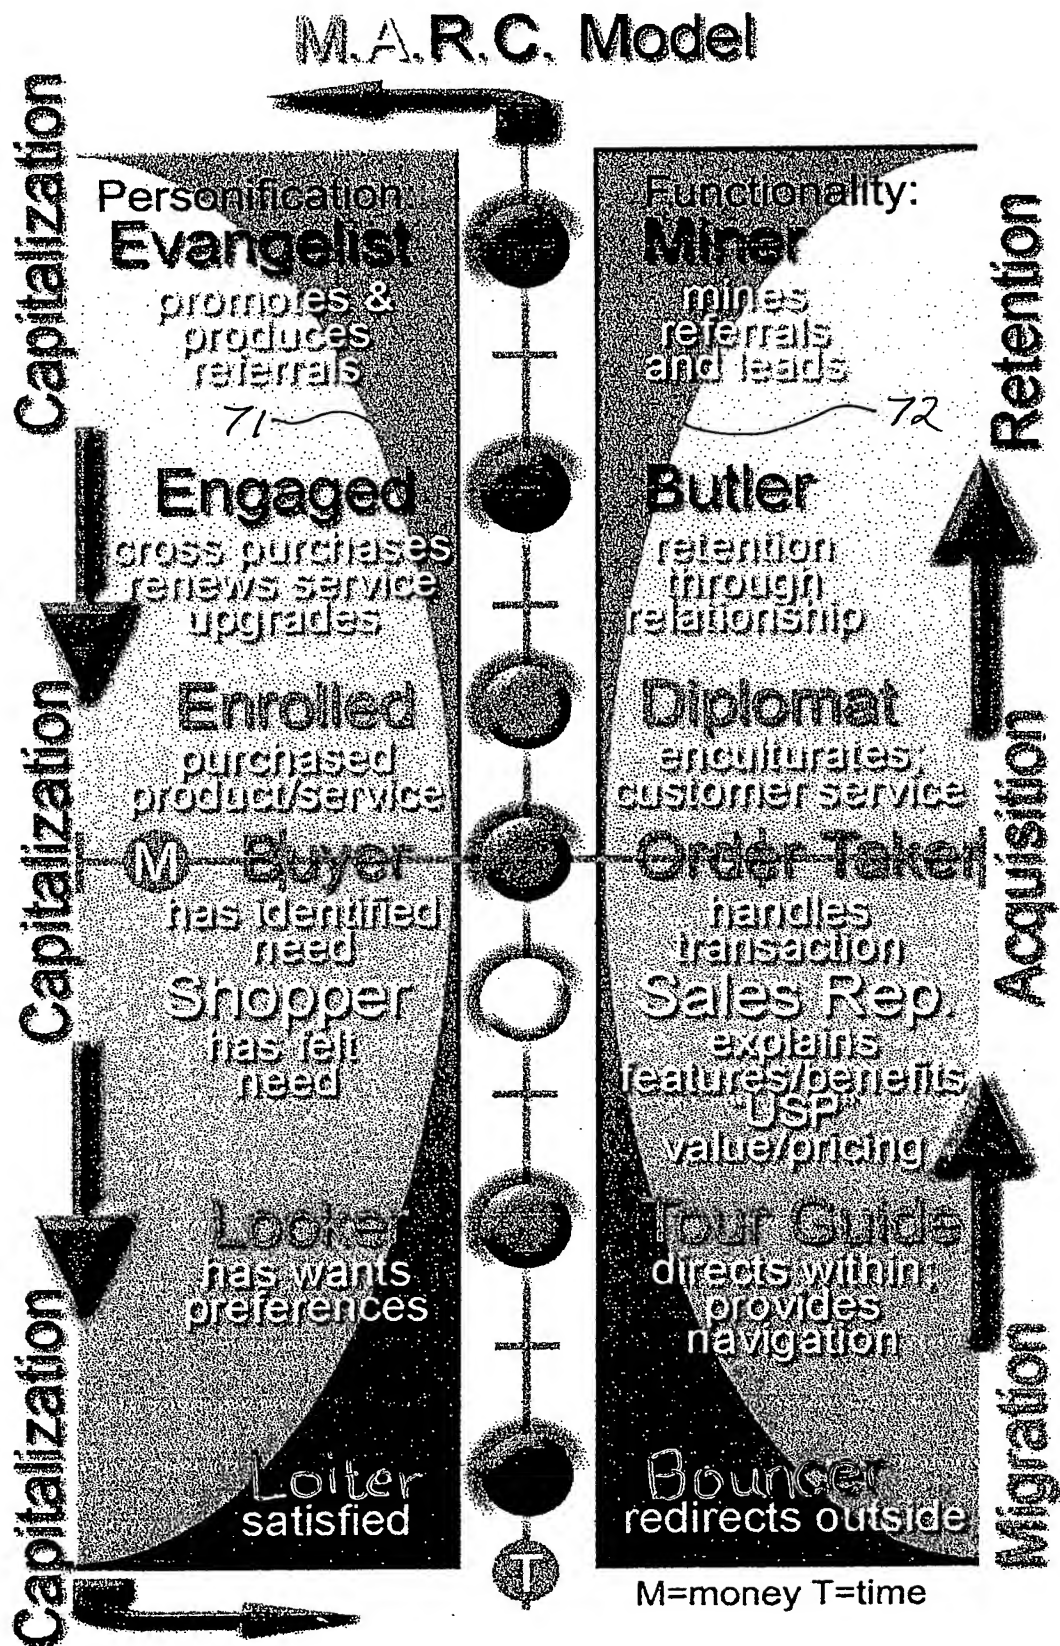 M.A.R.C. Model
Capitalization
Capitalization
Capitalization
Personification:
Evangelist
promotes &
produces
referrals
71
Engaged
cross purchases
renews service
upgrades
Enrolled
purchased
product/service
M
Buyer
has identified
need
Shopper
has felt
need
Looker
has wants
preferences
Loiter
satisfied
T
Functionality:
Miner
mines
referrals
and leads
72
Butler
retention
through
relationship
Diplomat
enculturates;
customer service
Order Taker
handles
transaction
Sales Rep.
explains
features/benefits
"USP"
value/pricing
Tour Guide
directs within;
provides
navigation
Bouncer
redirects outside
M=money T=time
Retention
Acquisition
Migration